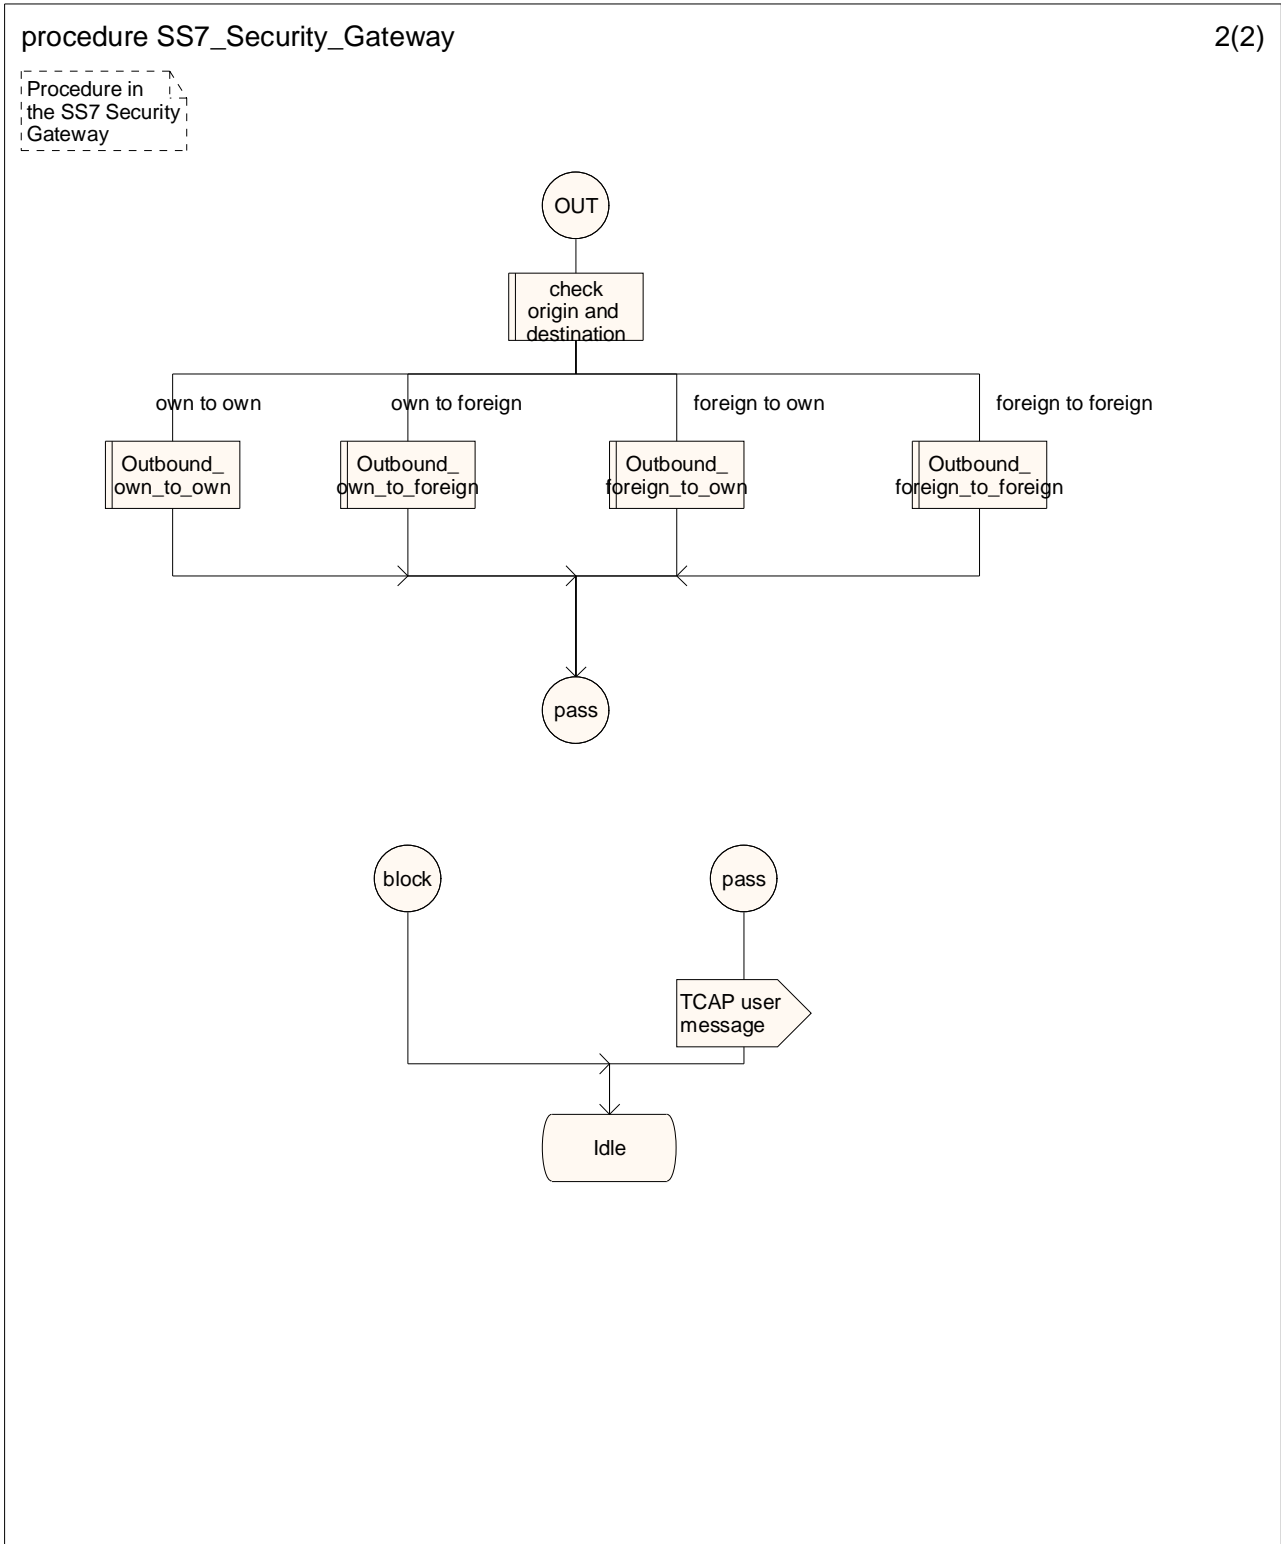 procedure SS7_Security_Gateway
2(2)
Procedure in
the SS7 Security
Gateway
OUT
check
origin and
destination
own to own
own to foreign
foreign to own
foreign to foreign
Outbound_
own_to_own
Outbound_
own_to_foreign
Outbound_
foreign_to_own
Outbound_
foreign_to_foreign
pass
block
pass
TCAP user
message
Idle